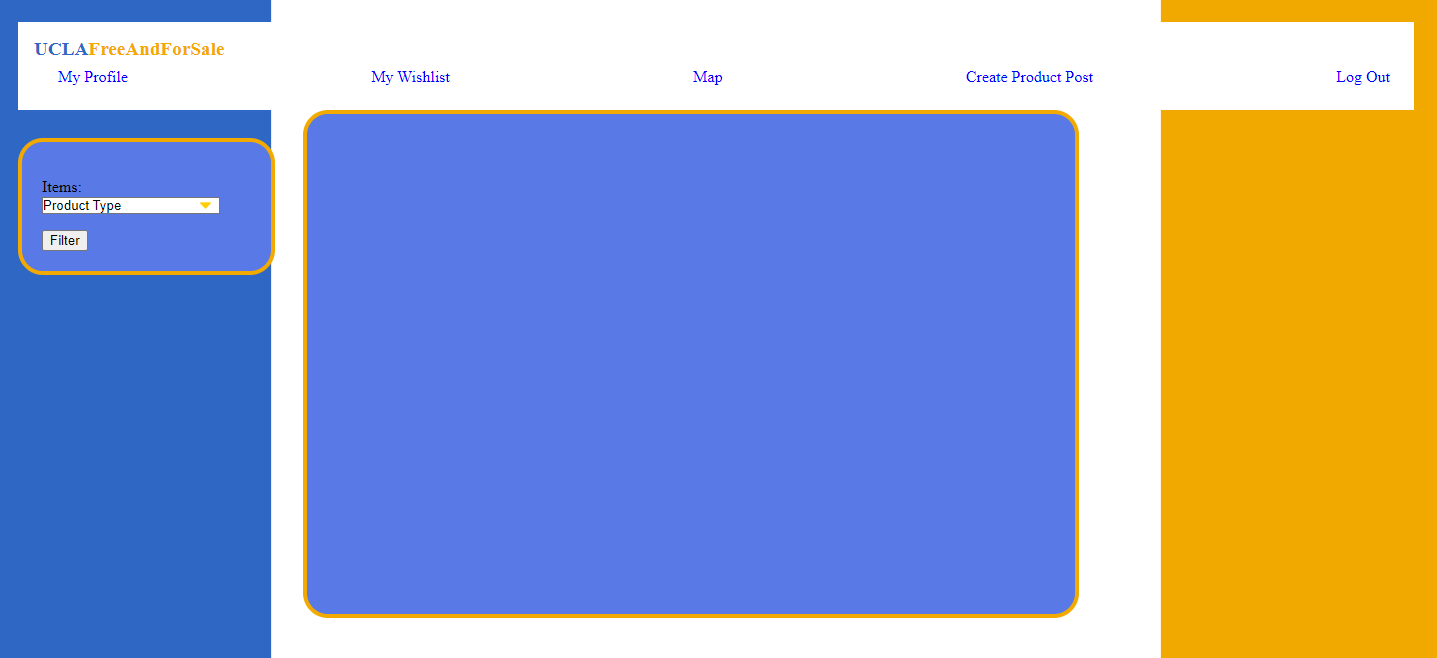 UCLAFreeAndForSale
My Profile My Wishlist Map Create Product Post Log Out
Items:
Product Type
Filter